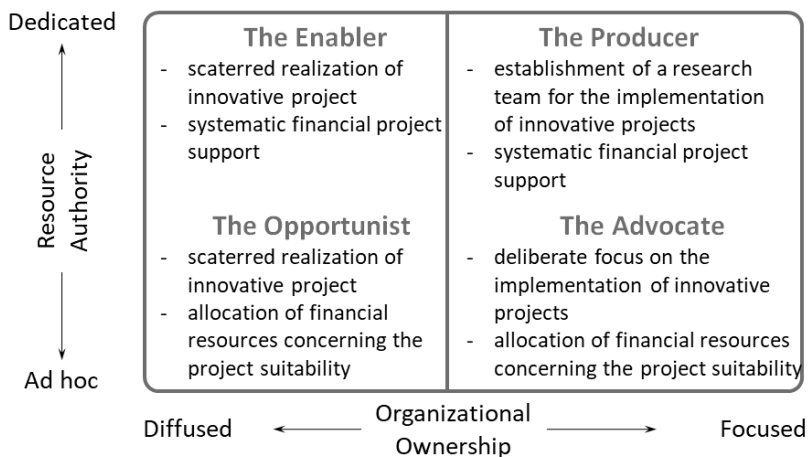 Dedicated
Resource
Authority
Ad hoc
The Enabler
- scaterred realization of
innovative project
- systematic financial project
support
The Producer
- establishment of a research
team for the implementation
of innovative projects
- systematic financial project
support
The Opportunist
- scaterred realization of
innovative project
- allocation of financial
resources concerning the
project suitability
The Advocate
- deliberate focus on the
implementation of innovative
projects
- allocation of financial resources
concerning the project suitability
Diffused
Organizational
Ownership
Focused